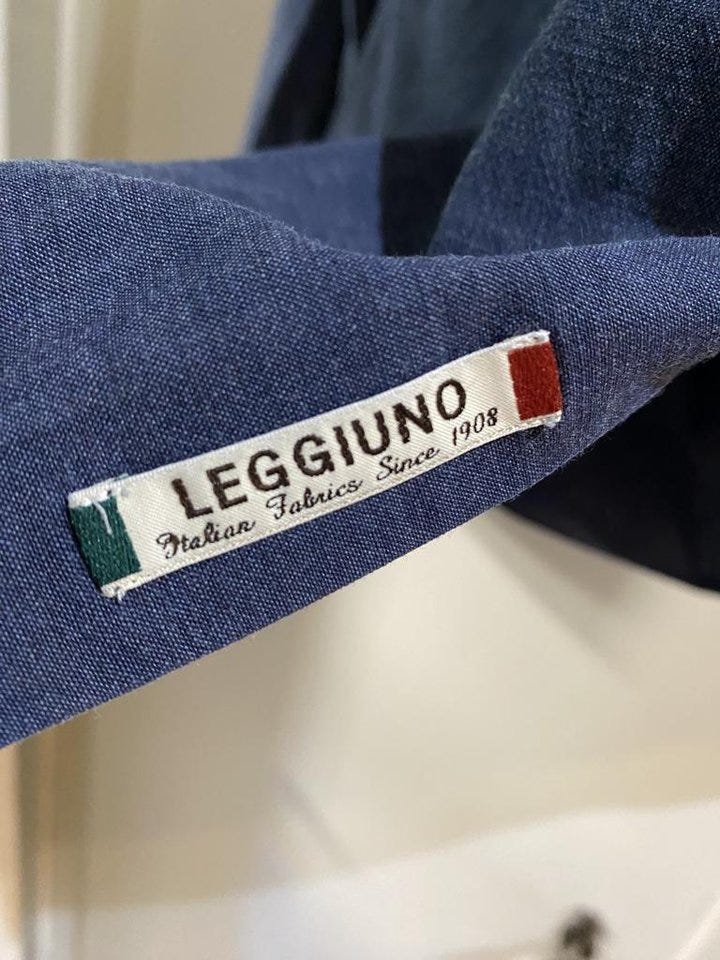 LEGGIUNO
Italian Fabrics Since 1908